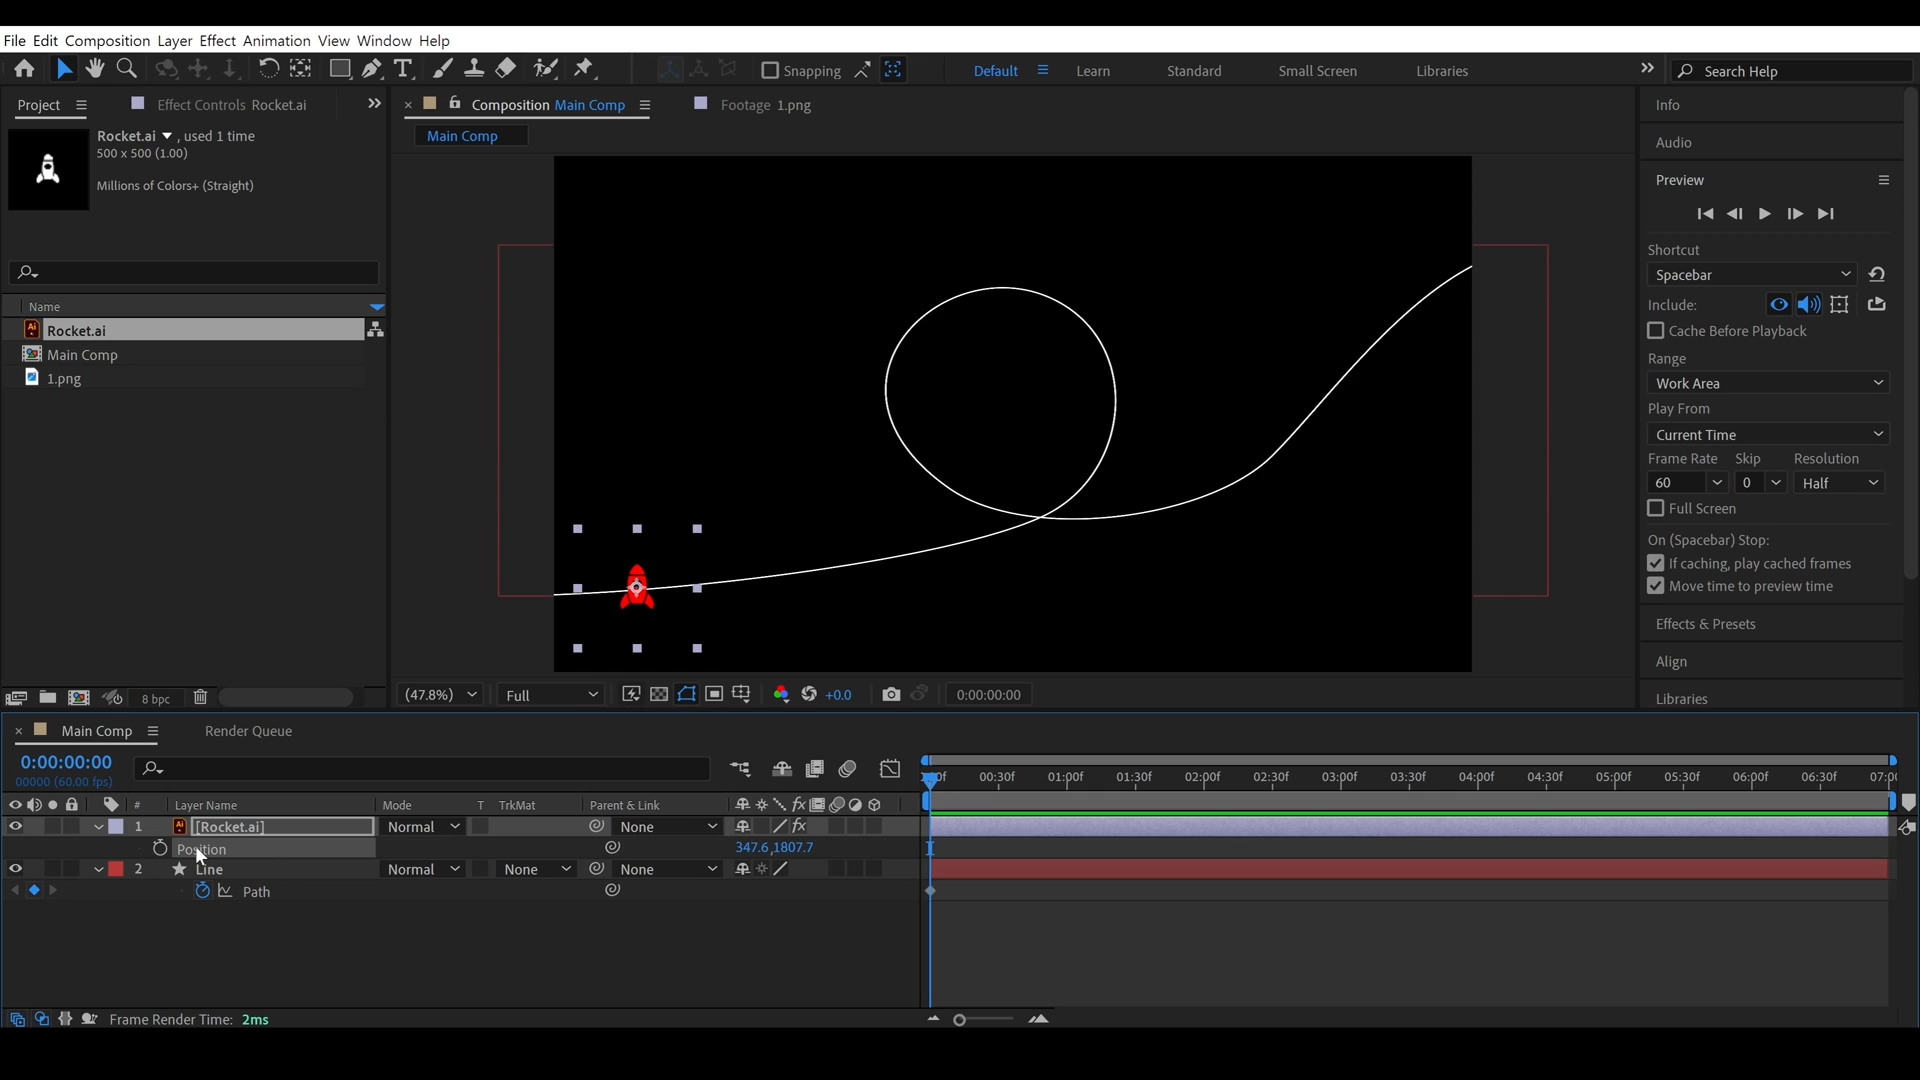 File Edit Composition Layer Effect Animation View Window Help
Snapping
Default
Learn
Standard
Small Screen
Libraries
Search Help
Project
Effect Controls Rocket.ai
Composition Main Comp
Footage 1.png
Main Comp
Rocket.ai , used 1 time
500 x 500 (1.00)
Millions of Colors+ (Straight)
Name
Rocket.ai
Main Comp
1.png
8 bpc
(47.8%)
Full
+0.0
0:00:00:00
Info
Audio
Preview
Shortcut
Spacebar
Include:
Cache Before Playback
Range
Work Area
Play From
Current Time
Frame Rate Skip Resolution
60 0 Half
Full Screen
On (Spacebar) Stop:
If caching, play cached frames
Move time to preview time
Effects & Presets
Align
Libraries
Main Comp
Render Queue
0:00:00:00
00000 (60.00 fps)
00:30f 01:00f 01:30f 02:00f 02:30f 03:00f 03:30f 04:00f 04:30f 05:00f 05:30f 06:00f 06:30f
# Layer Name Mode T TrkMat Parent & Link
1 [Rocket.ai] Normal None
Position 347.6,1807.7
2 Line Normal None None
Path
Frame Render Time: 2ms